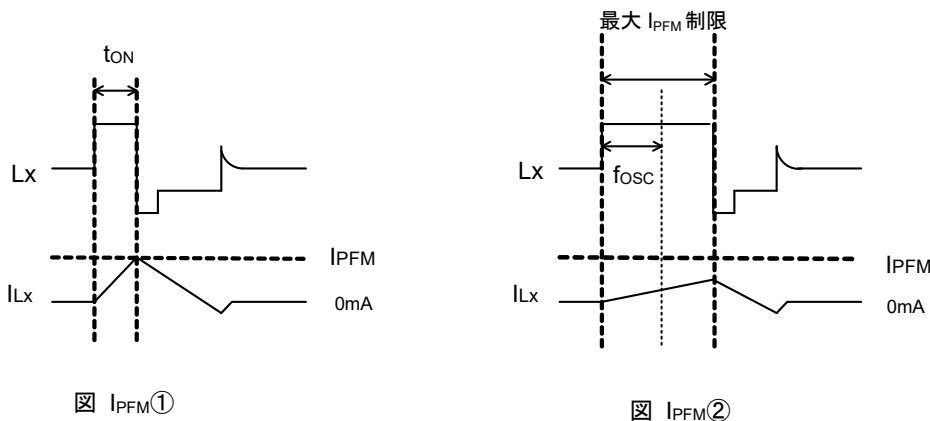 tON
Lx
IPFM
ILx
0mA
図 IPFM①
最大 IPFM 制限
Lx
fOSC
IPFM
ILx
0mA
図 IPFM②